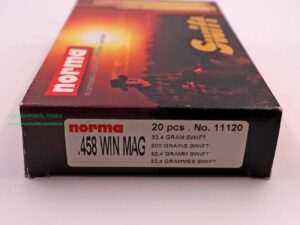 Swift
norma
norma
.458 WIN MAG
20 pcs . No. 11120
32,4 GRAM SWIFT
500 GRAINS SWIFT
32,4 GRAMM SWIFT
32,4 GRAMMES SWIFT